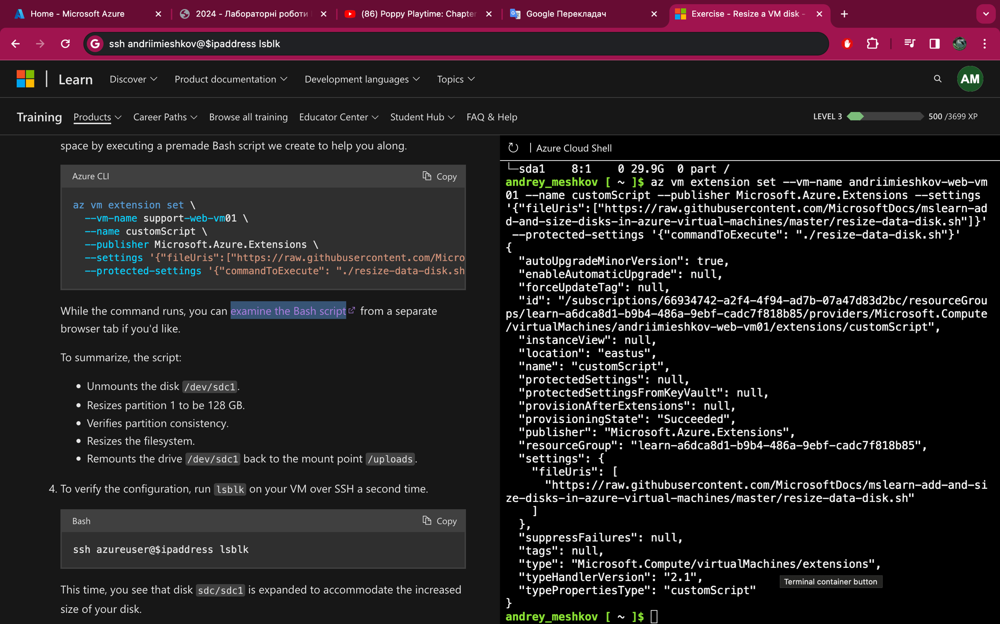 Home - Microsoft Azure
2024 - Лабораторні роботи
(86) Poppy Playtime: Chapter
Google Перекладач
Exercise - Resize a VM disk -
ssh andriimieshkov@$ipaddress lsblk
Learn
Discover
Product documentation
Development languages
Topics
AM
Training
Products
Career Paths
Browse all training
Educator Center
Student Hub
FAQ & Help
LEVEL 3
500 /3699 XP
space by executing a premade Bash script we create to help you along.
Azure CLI
Copy
az vm extension set \
--vm-name support-web-vm01 \
--name customScript \
--publisher Microsoft.Azure.Extensions \
--settings '{"fileUris":["https://raw.githubusercontent.com/Micro
--protected-settings '{"commandToExecute": "./resize-data-disk.sh
While the command runs, you can examine the Bash script from a separate
browser tab if you'd like.
To summarize, the script:
• Unmounts the disk /dev/sdc1.
• Resizes partition 1 to be 128 GB.
• Verifies partition consistency.
• Resizes the filesystem.
• Remounts the drive /dev/sdc1 back to the mount point /uploads.
4. To verify the configuration, run lsblk on your VM over SSH a second time.
Bash
Copy
ssh azureuser@$ipaddress lsblk
This time, you see that disk sdc/sdc1 is expanded to accommodate the increased
size of your disk.
| Azure Cloud Shell
└─sda1    8:1    0 29.9G  0 part /
andrey_meshkov [ ~ ]$ az vm extension set --vm-name andriimieshkov-web-vm
01 --name customScript --publisher Microsoft.Azure.Extensions --settings
'{"fileUris":["https://raw.githubusercontent.com/MicrosoftDocs/mslearn-ad
d-and-size-disks-in-azure-virtual-machines/master/resize-data-disk.sh"]}'
--protected-settings '{"commandToExecute": "./resize-data-disk.sh"}'
{
"autoUpgradeMinorVersion": true,
"enableAutomaticUpgrade": null,
"forceUpdateTag": null,
"id": "/subscriptions/66934742-a2f4-4f94-ad7b-07a47d83d2bc/resourceGrou
ps/learn-a6dca8d1-b9b4-486a-9ebf-cadc7f818b85/providers/Microsoft.Compute
/virtualMachines/andriimieshkov-web-vm01/extensions/customScript",
"instanceView": null,
"location": "eastus",
"name": "customScript",
"protectedSettings": null,
"protectedSettingsFromKeyVault": null,
"provisionAfterExtensions": null,
"provisioningState": "Succeeded",
"publisher": "Microsoft.Azure.Extensions",
"resourceGroup": "learn-a6dca8d1-b9b4-486a-9ebf-cadc7f818b85",
"settings": {
"fileUris": [
"https://raw.githubusercontent.com/MicrosoftDocs/mslearn-add-and-si
ze-disks-in-azure-virtual-machines/master/resize-data-disk.sh"
]
},
"suppressFailures": null,
"tags": null,
"type": "Microsoft.Compute/virtualMachines/extensions",
"typeHandlerVersion": "2.1",
Terminal container button
"typePropertiesType": "customScript"
}
andrey_meshkov [ ~ ]$